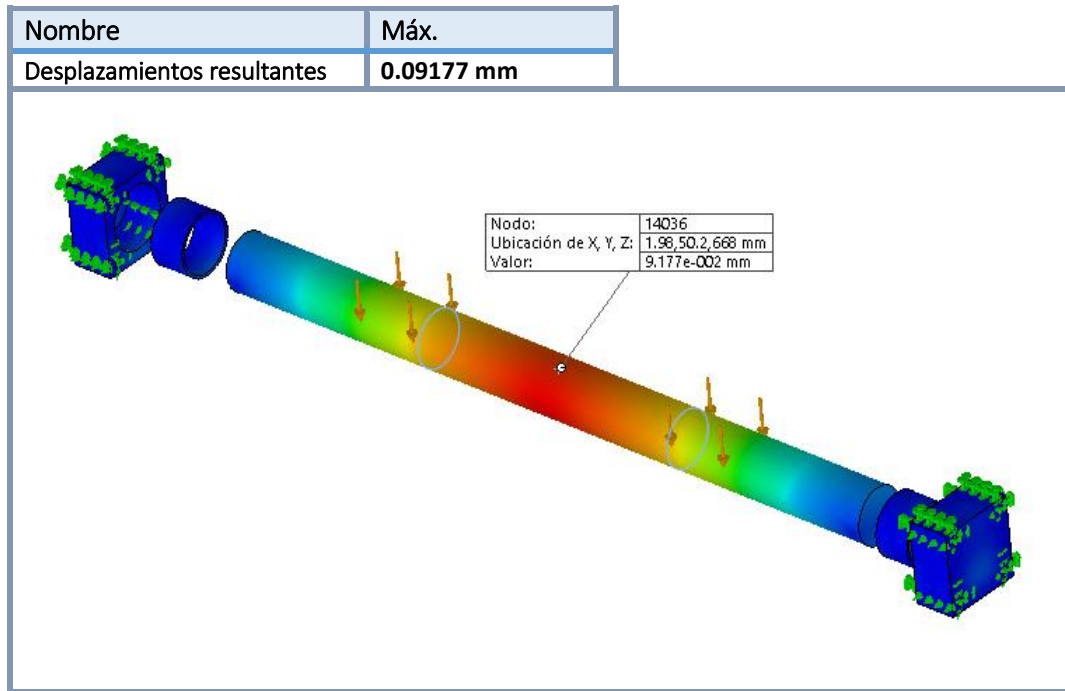 Nombre Máx.
Desplazamientos resultantes 0.09177 mm
Nodo: 14036
Ubicación de X, Y, Z: 1.98,50.2,668 mm
Valor: 9.177e-002 mm